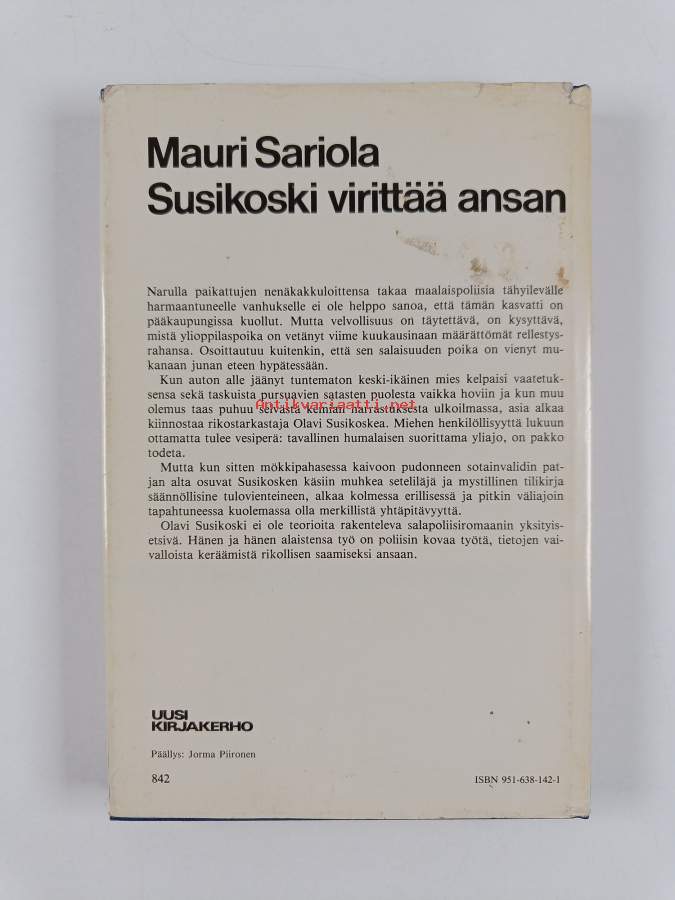 Mauri Sariola
Susikoski virittää ansan
Narulla paikattujen nenäkakkuloittensa takaa maalaispoliisia tähyilevälle
harmaantuneelle vanhukselle ei ole helppo sanoa, että tämän kasvatti on
pääkaupungissa kuollut. Mutta velvollisuus on täytettävä, on kysyttävä,
mistä ylioppilaspoika on vetänyt viime kuukausinaan määrättömät rellestys-
rahansa. Osoittautuu kuitenkin, että sen salaisuuden poika on vienyt mu-
kanaan junan eteen hypätessään.
Kun auton alle jäänyt tuntematon keski-ikäinen mies kelpaisi vaatetuk-
sensa sekä taskuista pursuavien satasten puolesta vaikka hoviin ja kun muu
Antikvariaatti.net
olemus taas puhuu selvästä kemian harrastuksesta ulkoilmassa, asia alkaa
kiinnostaa rikostarkastaja Olavi Susikoskea. Miehen henkilöllisyyttä lukuun
ottamatta tulee vesiperä: tavallinen humalaisen suorittama yliajo, on pakko
todeta.
Mutta kun sitten mökkipahasessa kaivoon pudonneen sotainvalidin pat-
jan alta osuvat Susikosken käsiin muhkea seteliläjä ja mystillinen tilikirja
säännöllisine tulovienteineen, alkaa kolmessa erillisessä ja pitkin väliajoin
tapahtuneessa kuolemassa olla merkillistä yhtäpitävyyttä.
Olavi Susikoski ei ole teorioita rakenteleva salapoliisiromaanin yksityis-
etsivä. Hänen ja hänen alaistensa työ on poliisin kovaa työtä, tietojen vai-
valloista keräämistä rikollisen saamiseksi ansaan.
UUSI
KIRJAKERHO
Päällys: Jorma Piironen
842
ISBN 951-638-142-1